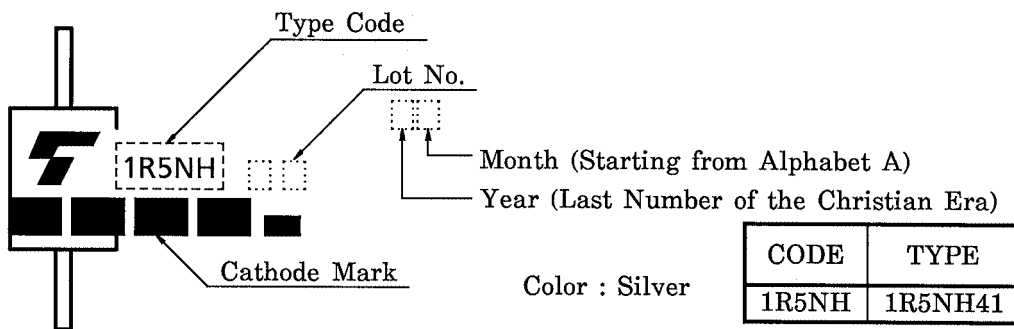 Type Code
Lot No.
1R5NH
Month (Starting from Alphabet A)
Year (Last Number of the Christian Era)
Cathode Mark
Color : Silver
CODE TYPE
1R5NH 1R5NH41